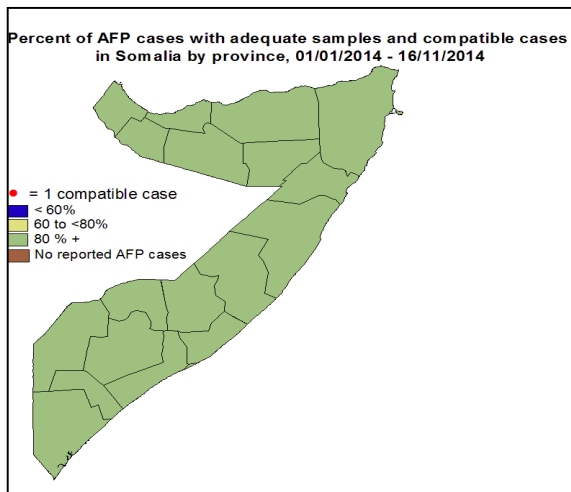 Percent of AFP cases with adequate samples and compatible cases
in Somalia by province, 01/01/2014 - 16/11/2014
= 1 compatible case
< 60%
60 to <80%
80 % +
No reported AFP cases